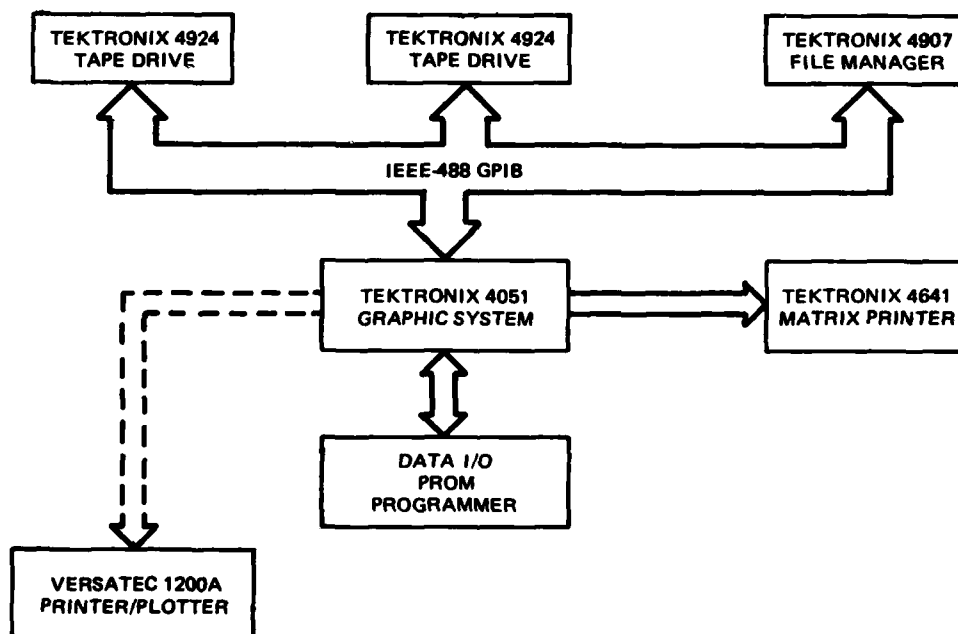 TEKTRONIX 4924
TAPE DRIVE
TEKTRONIX 4924
TAPE DRIVE
TEKTRONIX 4907
FILE MANAGER
IEEE-488 GPIB
TEKTRONIX 4051
GRAPHIC SYSTEM
TEKTRONIX 4641
MATRIX PRINTER
DATA I/O
PROM
PROGRAMMER
VERSATEC 1200A
PRINTER/PLOTTER